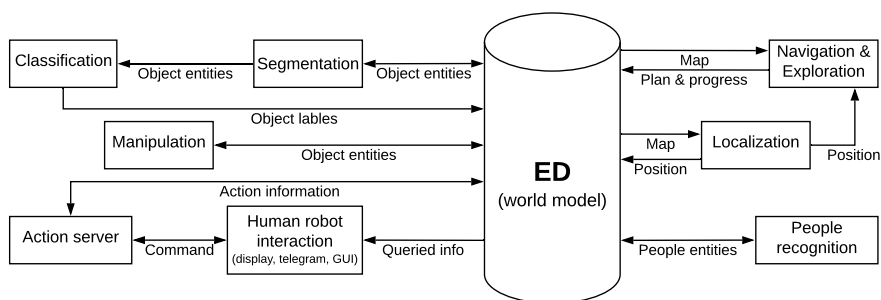 Classification
Object entities
Segmentation
Object entities
Object lables
Manipulation
Object entities
Action information
Action server
Command
Human robot
interaction
(display, telegram, GUI)
Queried info
ED
(world model)
Map
Plan & progress
Navigation &
Exploration
Map
Position
Localization
Position
People entities
People
recognition